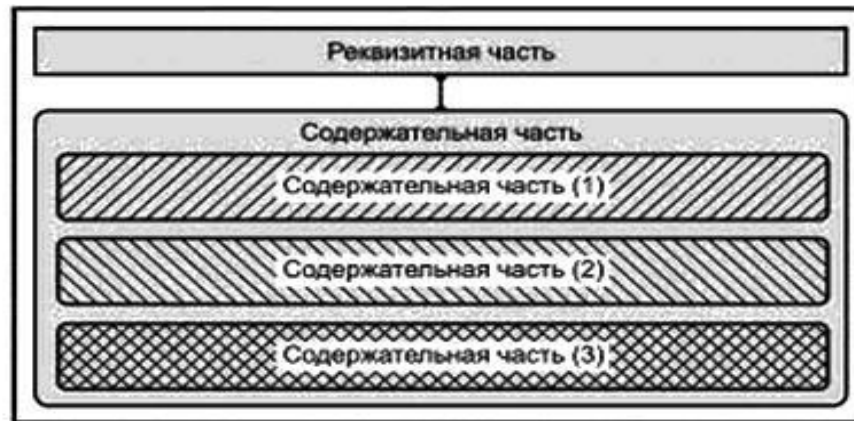 Реквизитная часть
Содержательная часть
Содержательная часть (1)
Содержательная часть (2)
Содержательная часть (3)